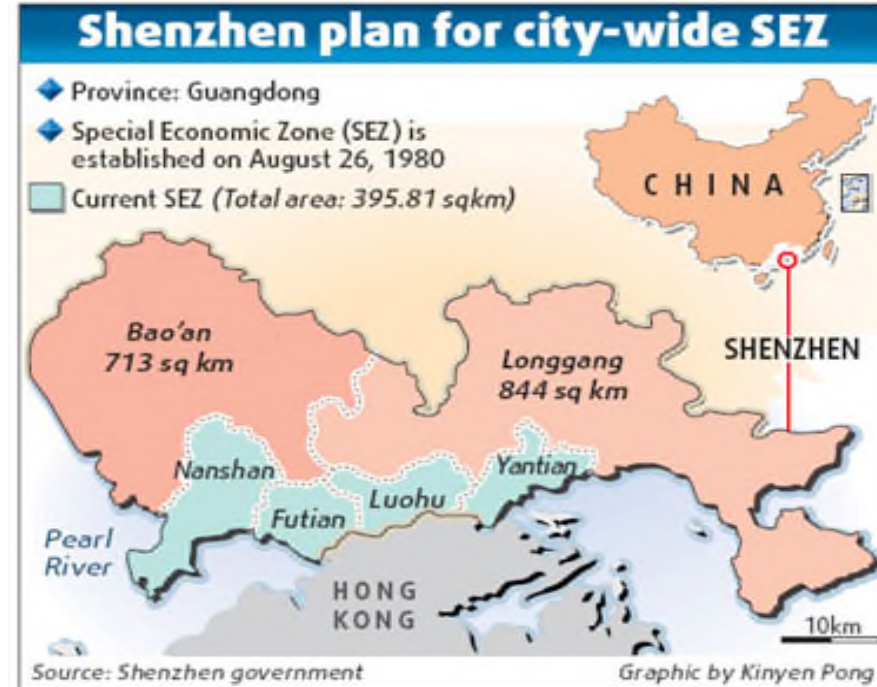 Shenzhen plan for city-wide SEZ
Province: Guangdong
Special Economic Zone (SEZ) is
established on August 26, 1980
Current SEZ (Total area: 395.81 sqkm)
CHINA
SHENZHEN
Bao'an
713 sq km
Longgang
844 sq km
Nanshan
Futian
Luohu
Yantian
Pearl
River
HONG
KONG
10km
Source: Shenzhen government
Graphic by Kinyen Pong